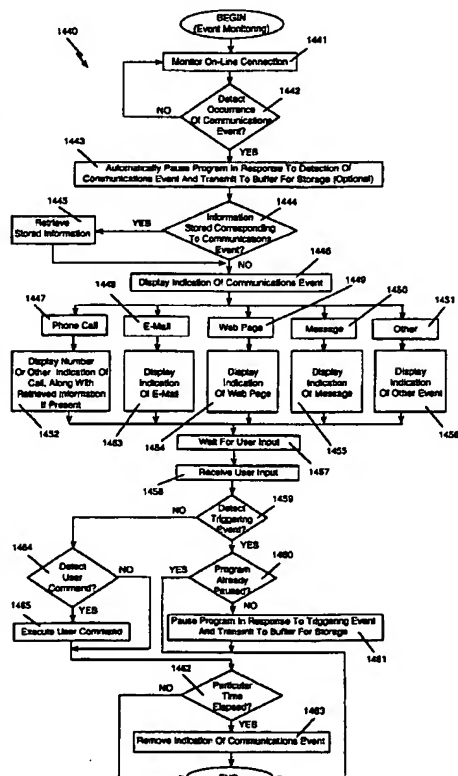 BEGIN
(Event Monitoring)
1440
1441
Monitor On-Line Connection
1442
Detect
Occurrence
Of Communications
Event?
NO
YES
1443
Automatically Pause Program In Response To Detection Of
Communications Event And Transmit To Buffer For Storage (Optional)
1445
Retrieve
Stored Information
YES
Information
Stored Corresponding
To Communications
Event?
1444
NO
1446
Display Indication Of Communications Event
1447
Phone Call
1448
E-Mail
1449
Web Page
1450
Message
1451
Other
Display Number
Or Other Indication Of
Call, Along With
Retrieved Information
If Present
Display
Indication
Of E-Mail
Display
Indication
Of Web Page
Display
Indication
Of Message
Display
Indication
Of Other Event
1452
1453
1454
1455
1456
Wait For User Input
1457
1458
Receive User Input
1459
Detect
Triggering
Event?
NO
YES
1464
Detect
User
Command?
NO
YES
1460
Program
Already
Paused?
YES
NO
1465
Execute User Command
Pause Program In Response To Triggering Event
And Transmit To Buffer For Storage
1461
1462
Particular
Time
Elapsed?
NO
YES
1463
Remove Indication Of Communications Event